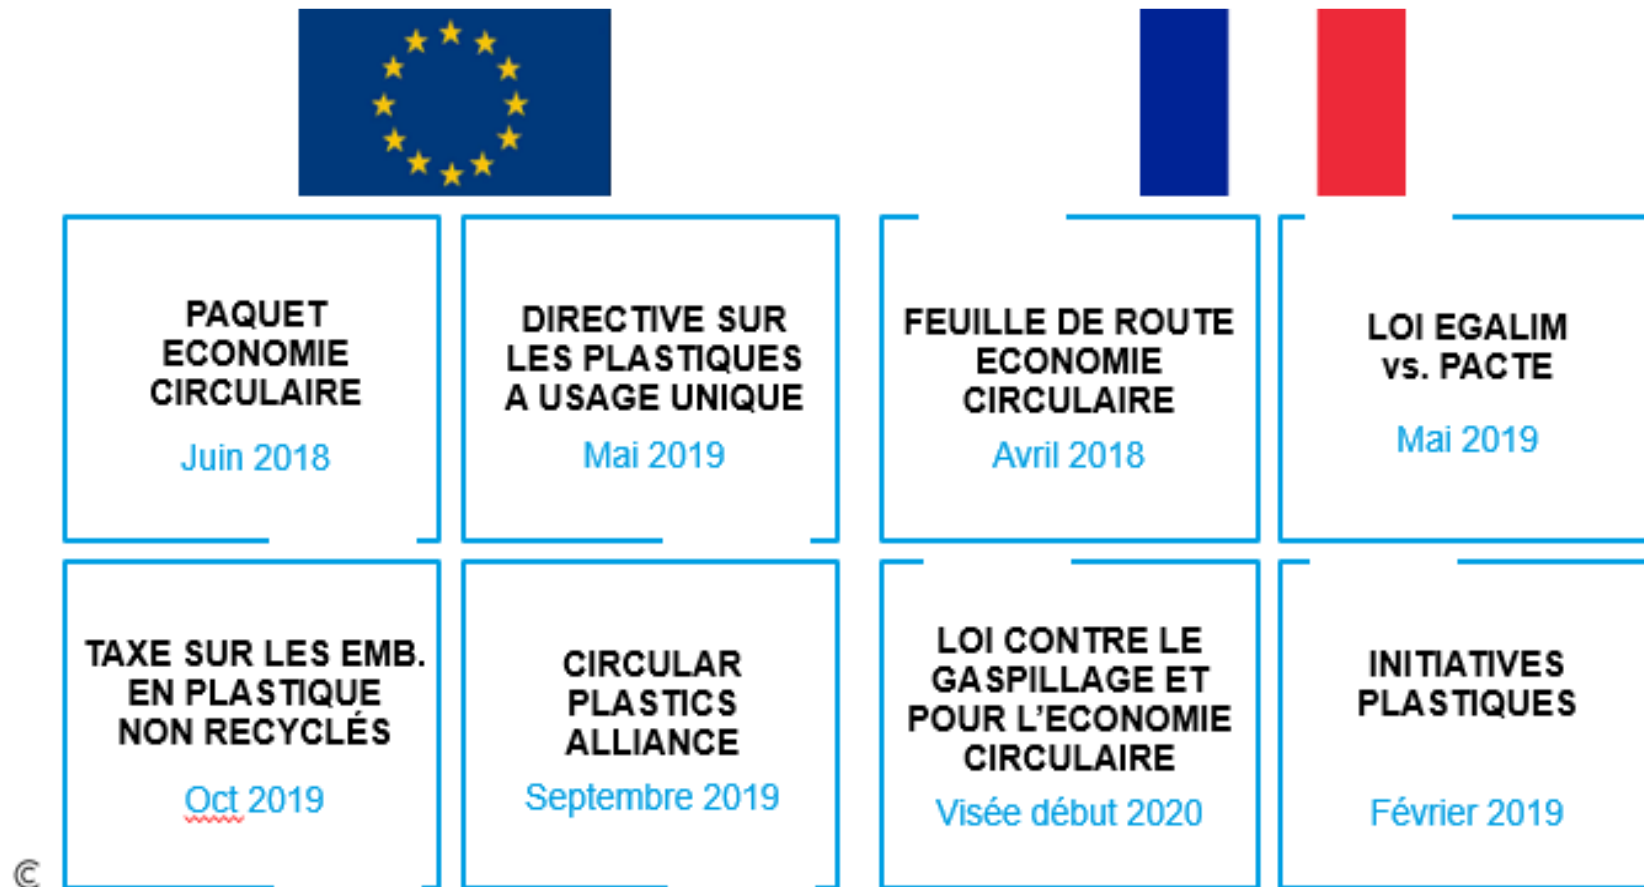 PAQUET
ECONOMIE
CIRCULAIRE
Juin 2018
DIRECTIVE SUR
LES PLASTIQUES
A USAGE UNIQUE
Mai 2019
FEUILLE DE ROUTE
ECONOMIE
CIRCULAIRE
Avril 2018
LOI EGALIM
vs. PACTE
Mai 2019
TAXE SUR LES EMB.
EN PLASTIQUE
NON RECYCLÉS
Oct 2019
CIRCULAR
PLASTICS
ALLIANCE
Septembre 2019
LOI CONTRE LE
GASPILLAGE ET
POUR L’ECONOMIE
CIRCULAIRE
Visée début 2020
INITIATIVES
PLASTIQUES
Février 2019
©